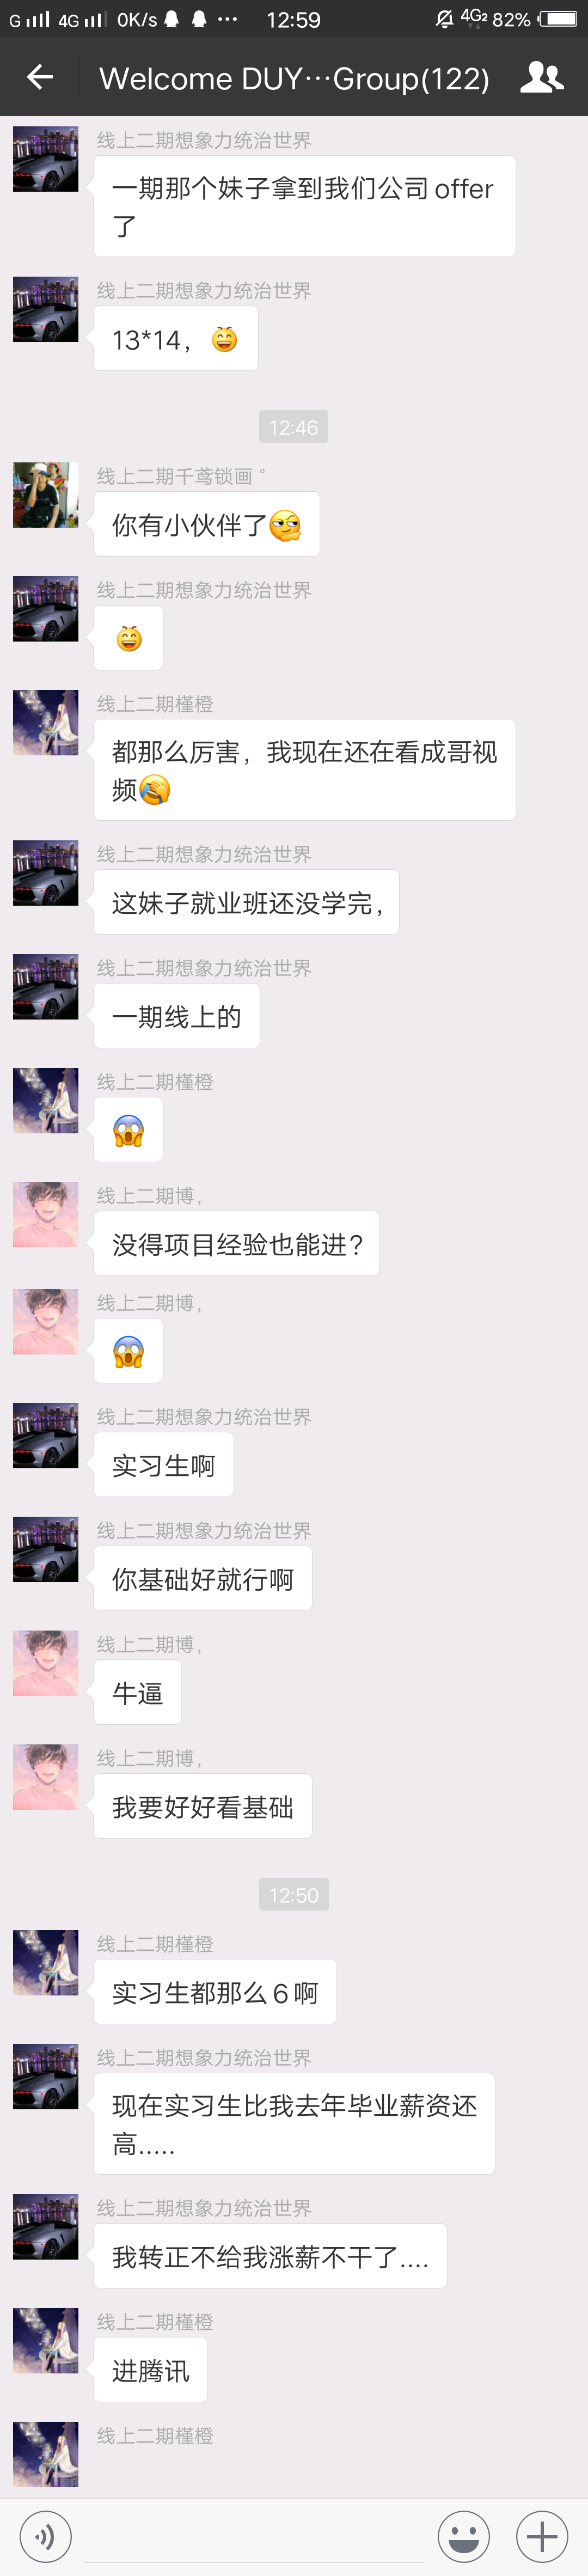 G 4G 0K/s ... 12:59 4G2 82%
Welcome DUY…Group(122)
线上二期想象力统治世界
一期那个妹子拿到我们公司offer
了
线上二期想象力统治世界
13*14，
12:46
线上二期千鸢锁画°
你有小伙伴了
线上二期想象力统治世界
线上二期槿橙
都那么厉害，我现在还在看成哥视
频
线上二期想象力统治世界
这妹子就业班还没学完，
线上二期想象力统治世界
一期线上的
线上二期槿橙
线上二期博，
没得项目经验也能进？
线上二期博，
线上二期想象力统治世界
实习生啊
线上二期想象力统治世界
你基础好就行啊
线上二期博，
牛逼
线上二期博，
我要好好看基础
12:50
线上二期槿橙
实习生都那么６啊
线上二期想象力统治世界
现在实习生比我去年毕业薪资还
高.....
线上二期想象力统治世界
我转正不给我涨薪不干了....
线上二期槿橙
进腾讯
线上二期槿橙